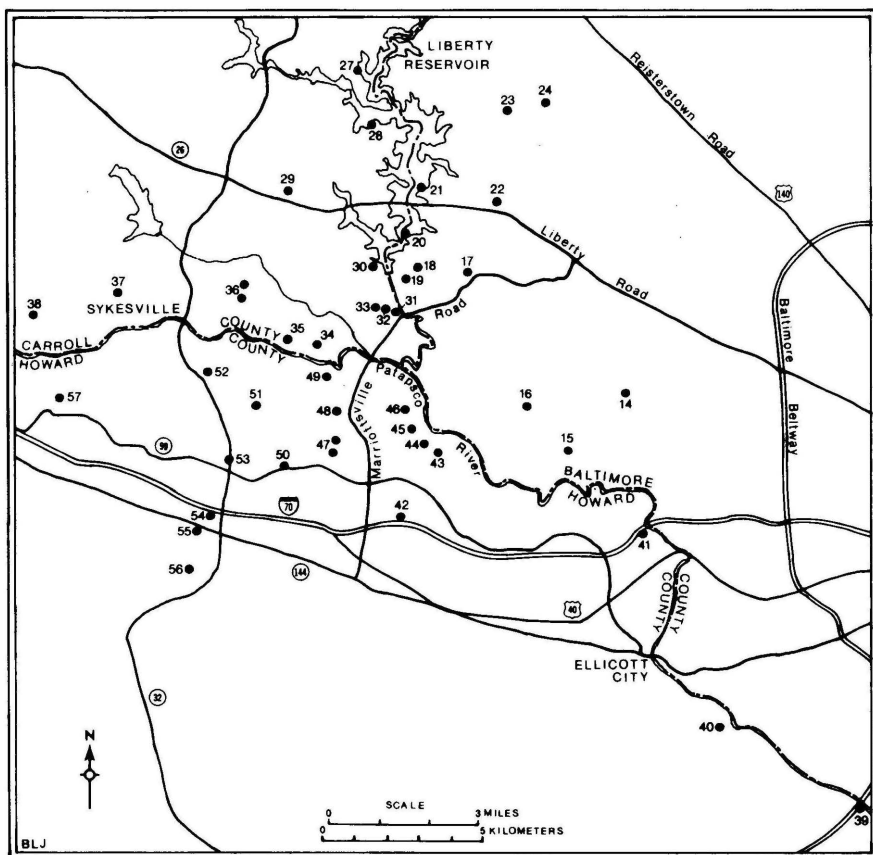 LIBERTY
RESERVOIR
Reisterstown
Road
140
27
24
23
28
26
29
21
22
20
Liberty
Road
30
18
17
19
37
36
33
31
32
Road
38
SYKESVILLE
COUNTY
COUNTY
35
34
CARROLL
HOWARD
Baltimore
Beltway
Patapsco
River
Marriottsville
49
52
57
51
48
46
16
14
45
47
44
43
15
99
53
50
BALTIMORE
HOWARD
70
54
42
55
41
56
144
40
COUNTY
COUNTY
ELLICOTT
CITY
32
40
N
SCALE
0 3 MILES
0 5 KILOMETERS
39
BLJ